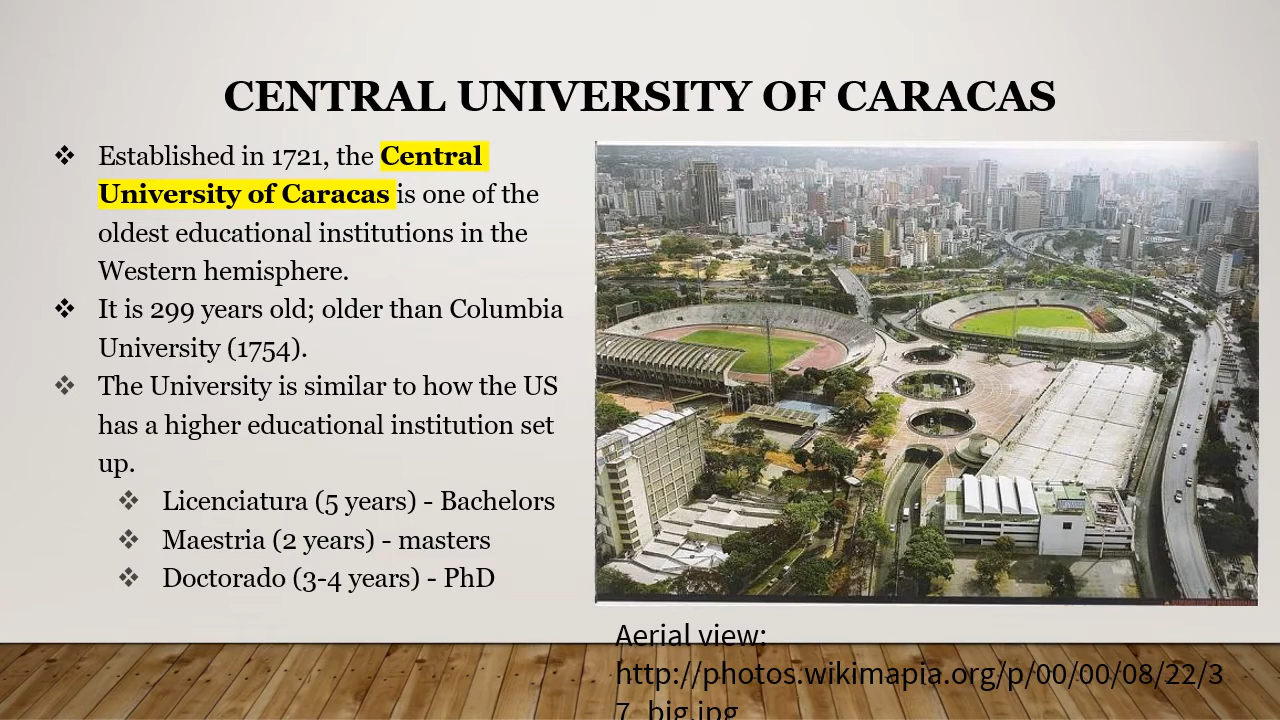 CENTRAL UNIVERSITY OF CARACAS
❖ Established in 1721, the Central
University of Caracas is one of the
oldest educational institutions in the
Western hemisphere.
❖ It is 299 years old; older than Columbia
University (1754).
❖ The University is similar to how the US
has a higher educational institution set
up.
❖ Licenciatura (5 years) - Bachelors
❖ Maestria (2 years) - masters
❖ Doctorado (3-4 years) - PhD
Aerial view:
http://photos.wikimapia.org/p/00/00/08/22/3
7_big.jpg